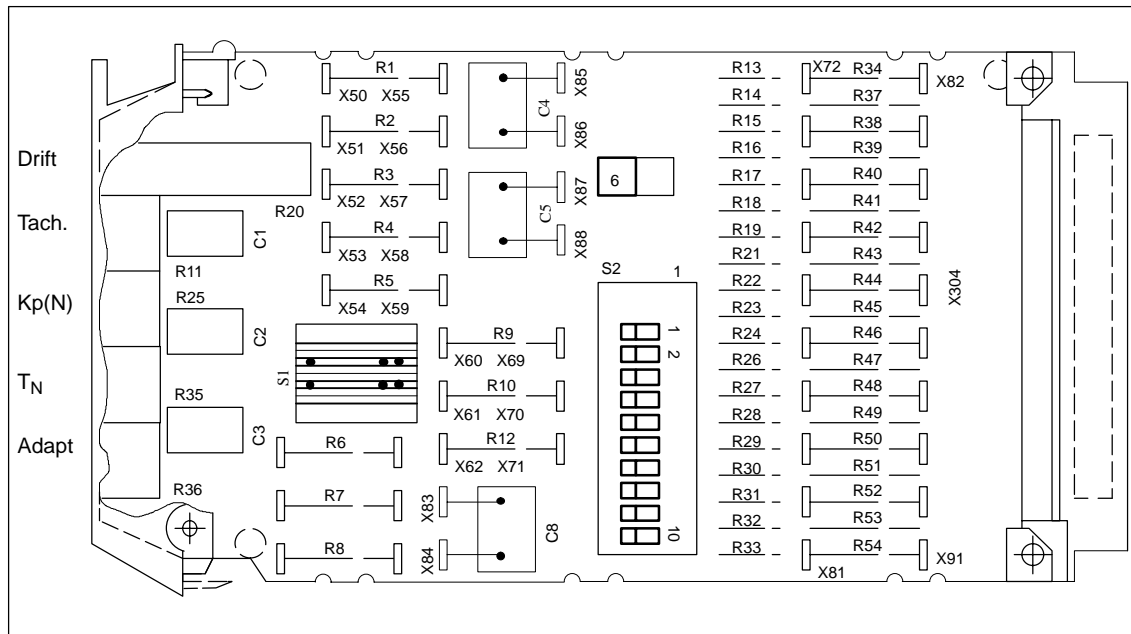 Drift
Tach.
Kp(N)
TN
Adapt
R20
C1
R11
R25
C2
R35
C3
R36
R1
X50 X55
R2
X51 X56
R3
X52 X57
R4
X53 X58
R5
X54 X59
S1
R6
R7
R8
C4
X85
X86
C5
X87
X88
R9
X60 X69
R10
X61 X70
R12
X62 X71
X83
X84
C8
6
S2 1
1
2
10
R13
R14
R15
R16
R17
R18
R19
R21
R22
R23
R24
R26
R27
R28
R29
R30
R31
R32
R33
X72 R34 X82
R37
R38
R39
R40
R41
R42
R43
R44
R45
R46
R47
R48
R49
R50
R51
R52
R53
R54
X81
X91
X304